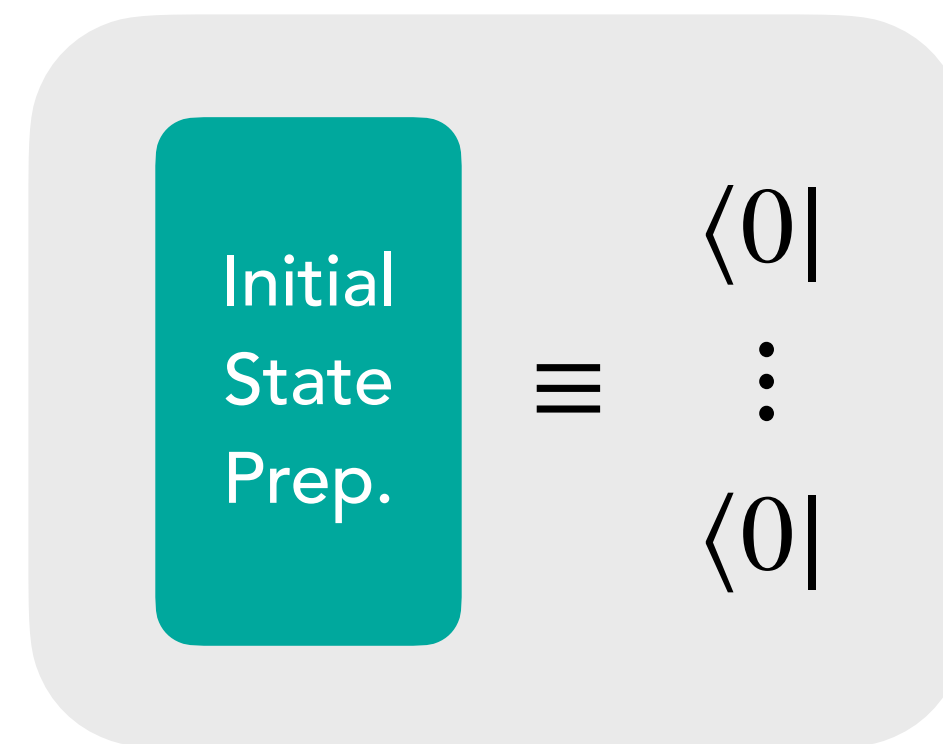 Initial
State
Prep.
≡
⟨0|
⋮
⟨0|